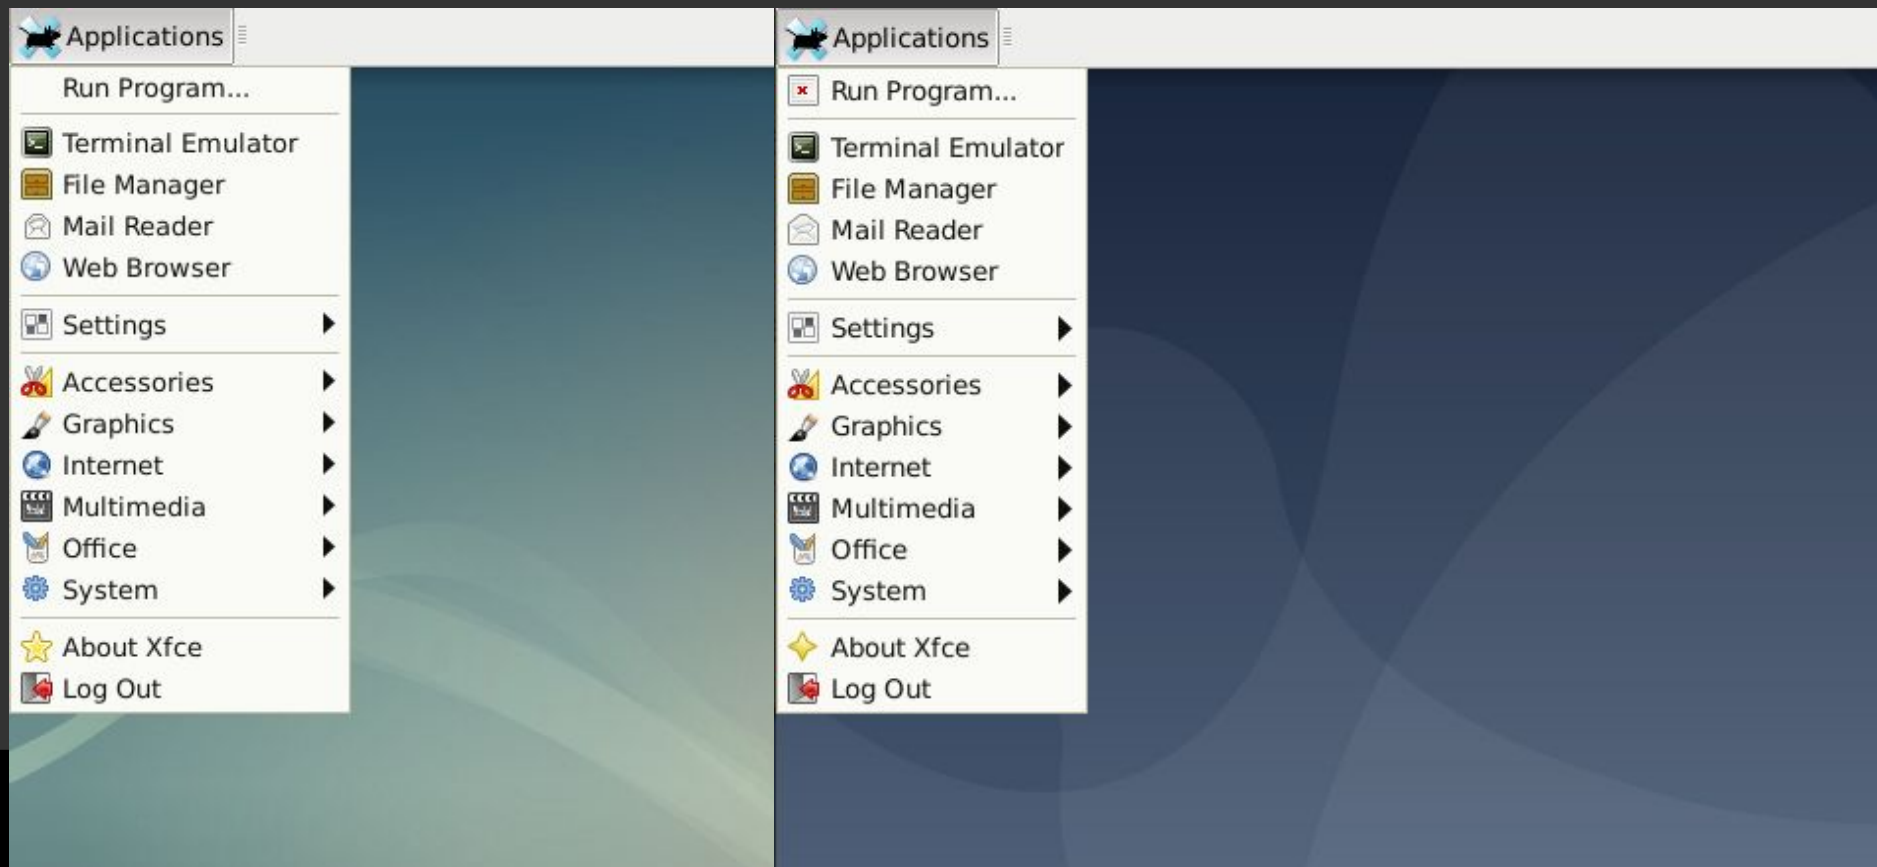 Applications
Run Program...
Terminal Emulator
File Manager
Mail Reader
Web Browser
Settings
Accessories
Graphics
Internet
Multimedia
Office
System
About Xfce
Log Out
Applications
Run Program...
Terminal Emulator
File Manager
Mail Reader
Web Browser
Settings
Accessories
Graphics
Internet
Multimedia
Office
System
About Xfce
Log Out